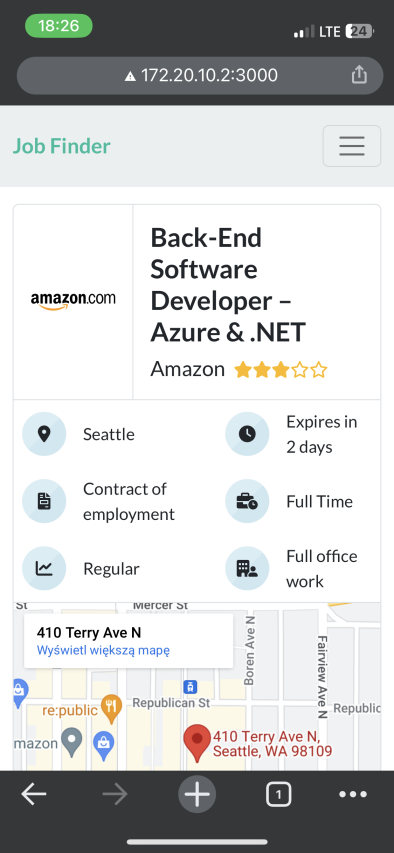 18:26
LTE 24
172.20.10.2:3000
Job Finder
amazon.com
Back-End
Software
Developer –
Azure & .NET
Amazon
Seattle
Expires in
2 days
Contract of
employment
Full Time
Regular
Full office
work
St
Mercer St
410 Terry Ave N
Wyświetl większą mapę
Boren Ave N
Fairview Ave N
re:public
Republican St
Republic
mazon
410 Terry Ave N,
Seattle, WA 98109
1